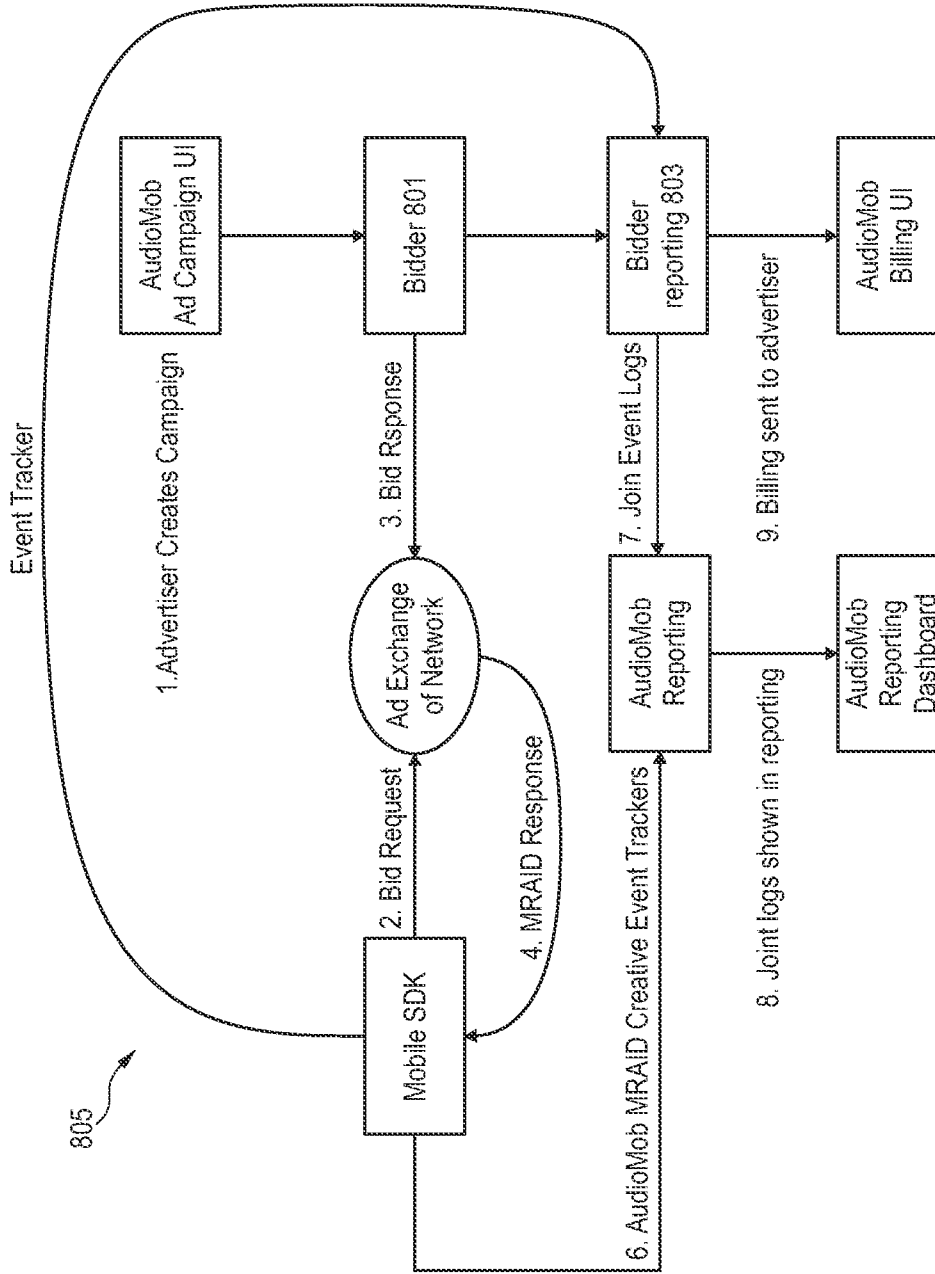 Event Tracker
805
1.Advertiser Creates Campaign
AudioMob
Ad Campaign UI
Mobile SDK
2. Bid Request
Ad Exchange
of Network
3. Bid Rsponse
Bidder 801
4. MRAID Response
6. AudioMob MRAID Creative Event Trackers
AudioMob
Reporting
7. Join Event Logs
Bidder
reporting 803
8. Joint logs shown in reporting
9. Billing sent to advertiser
AudioMob
Reporting
Dashboard
AudioMob
Billing UI